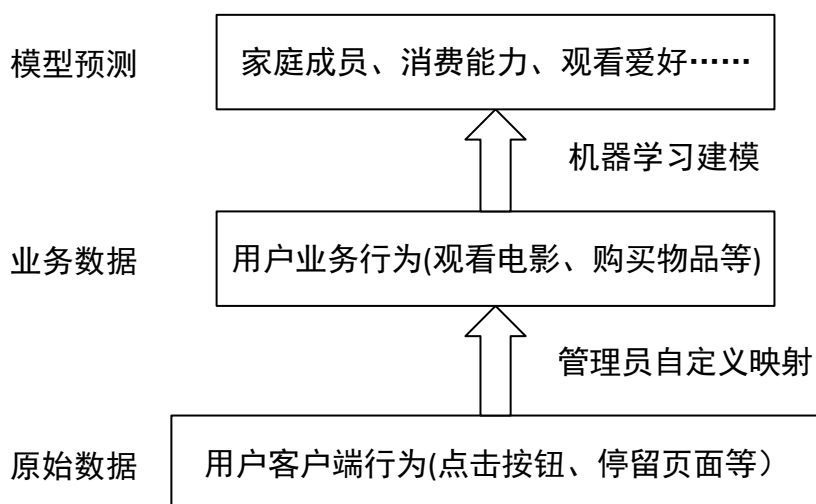 模型预测
家庭成员、消费能力、观看爱好······
机器学习建模
业务数据
用户业务行为(观看电影、购买物品等)
管理员自定义映射
原始数据
用户客户端行为(点击按钮、停留页面等）